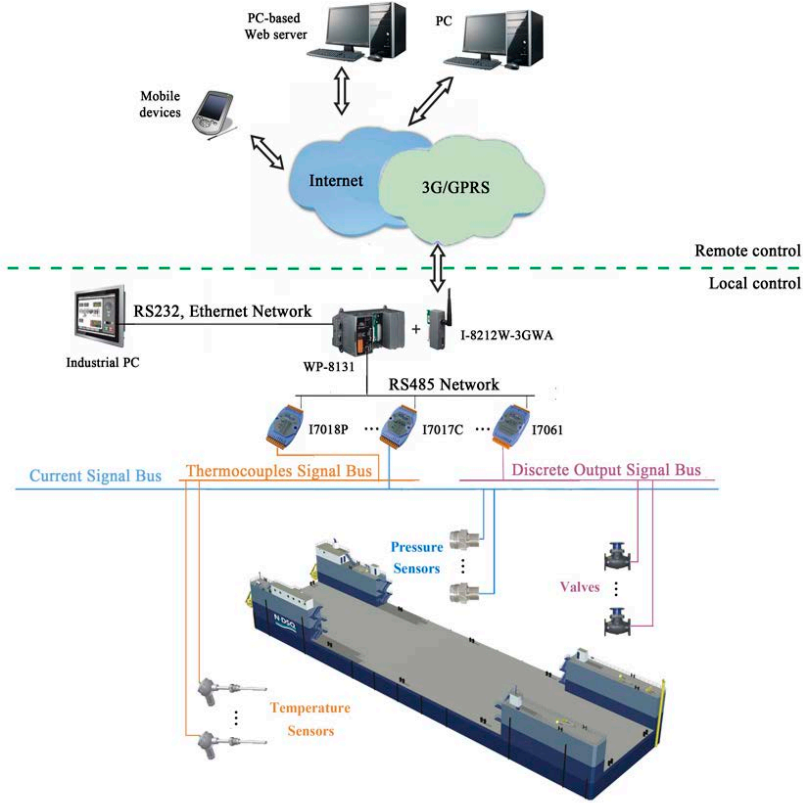 PC-based
Web server
PC
Mobile
devices
Internet
3G/GPRS
Remote control
Local control
RS232, Ethernet Network
I-8212W-3GWA
Industrial PC
WP-8131
+
RS485 Network
I7018P
...
I7017C
...
I7061
Current Signal Bus
Thermocouples Signal Bus
Discrete Output Signal Bus
Pressure
Sensors
Valves
Temperature
Sensors